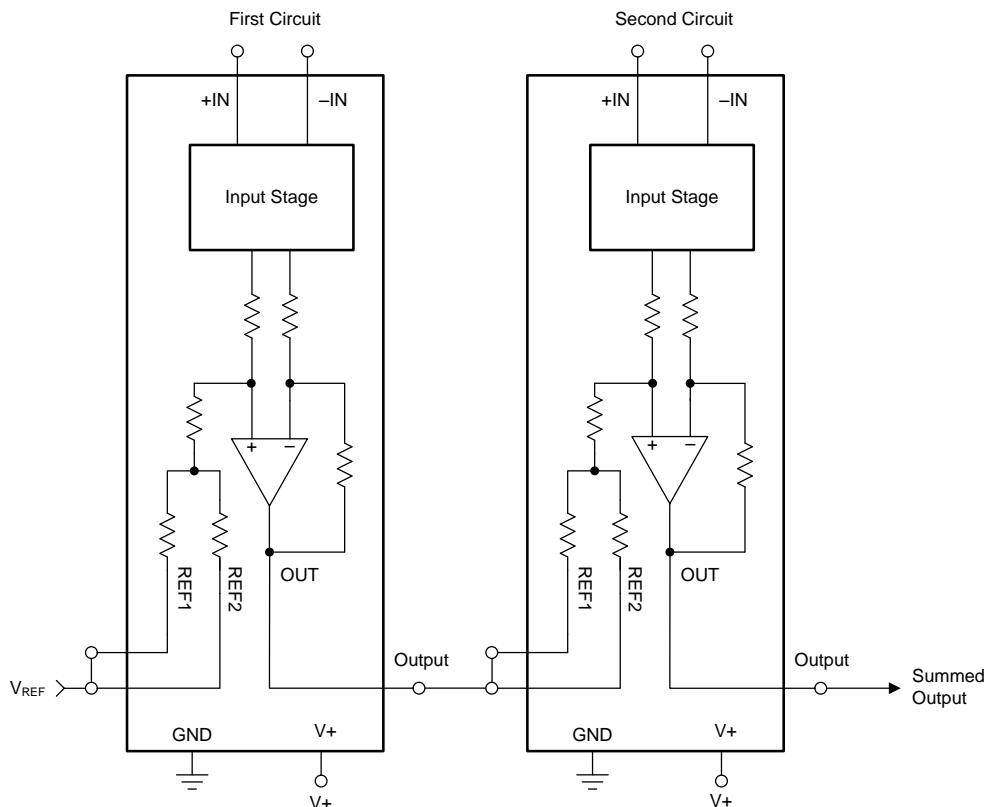 First Circuit
Second Circuit
+IN
–IN
+IN
–IN
Input Stage
Input Stage
+
–
+
–
REF1
REF2
OUT
REF1
REF2
OUT
Output
Output
VREF
Summed
Output
GND
V+
GND
V+
V+
V+